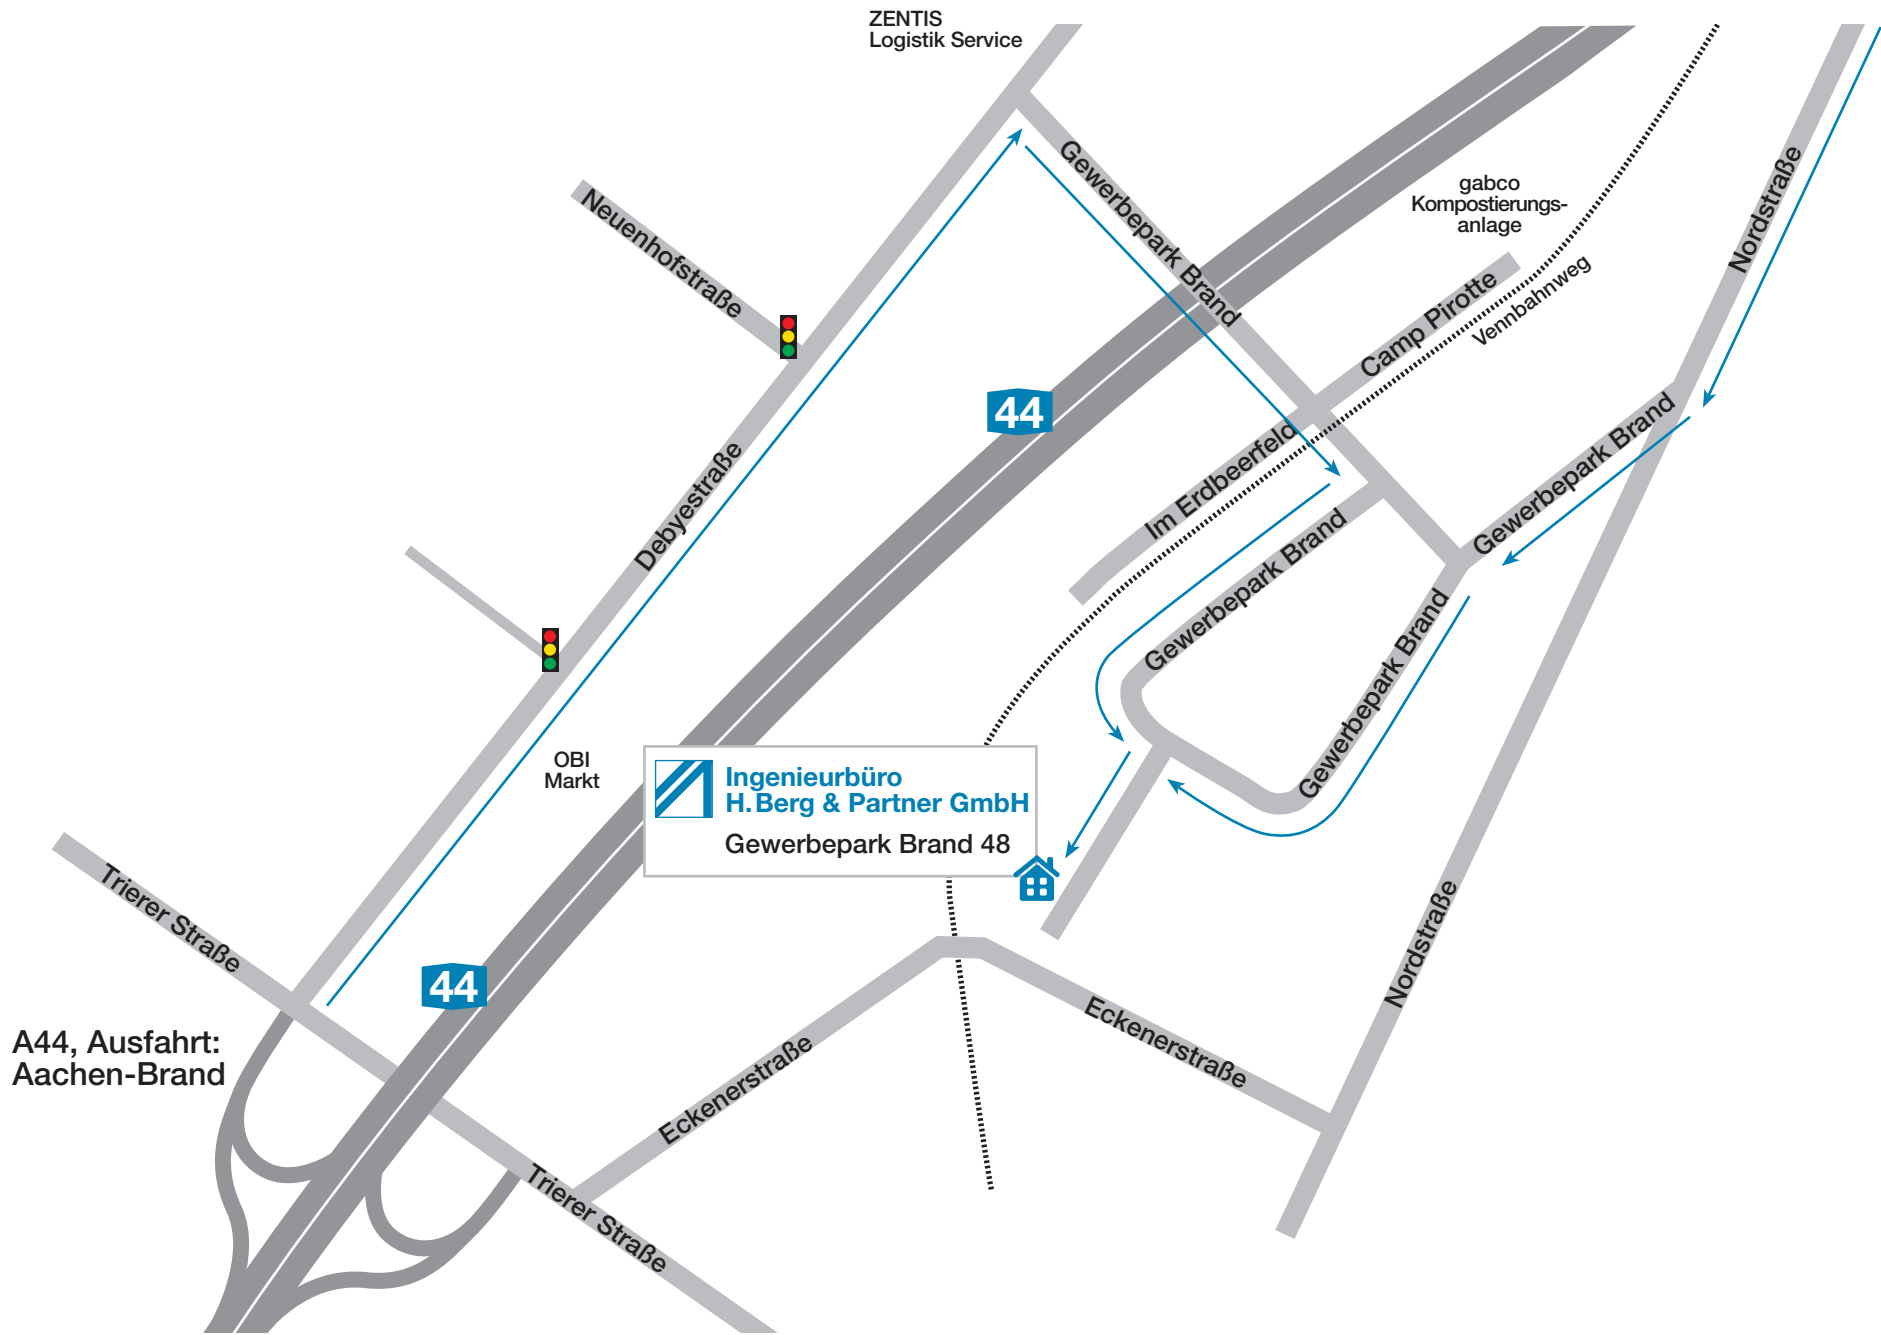 ZENTIS
Logistik Service
Gewerbepark Brand
gabco
Kompostierungs-
anlage
Nordstraße
Neuenhofstraße
Vennbahnweg
Camp Pirotte
44
Im Erdbeerfeld
Gewerbepark Brand
Debyestraße
Gewerbepark Brand
Gewerbepark Brand
OBI
Markt
Ingenieurbüro
H. Berg & Partner GmbH
Gewerbepark Brand 48
Trierer Straße
44
Nordstraße
A44, Ausfahrt:
Aachen-Brand
Eckenerstraße
Eckenerstraße
Trierer Straße